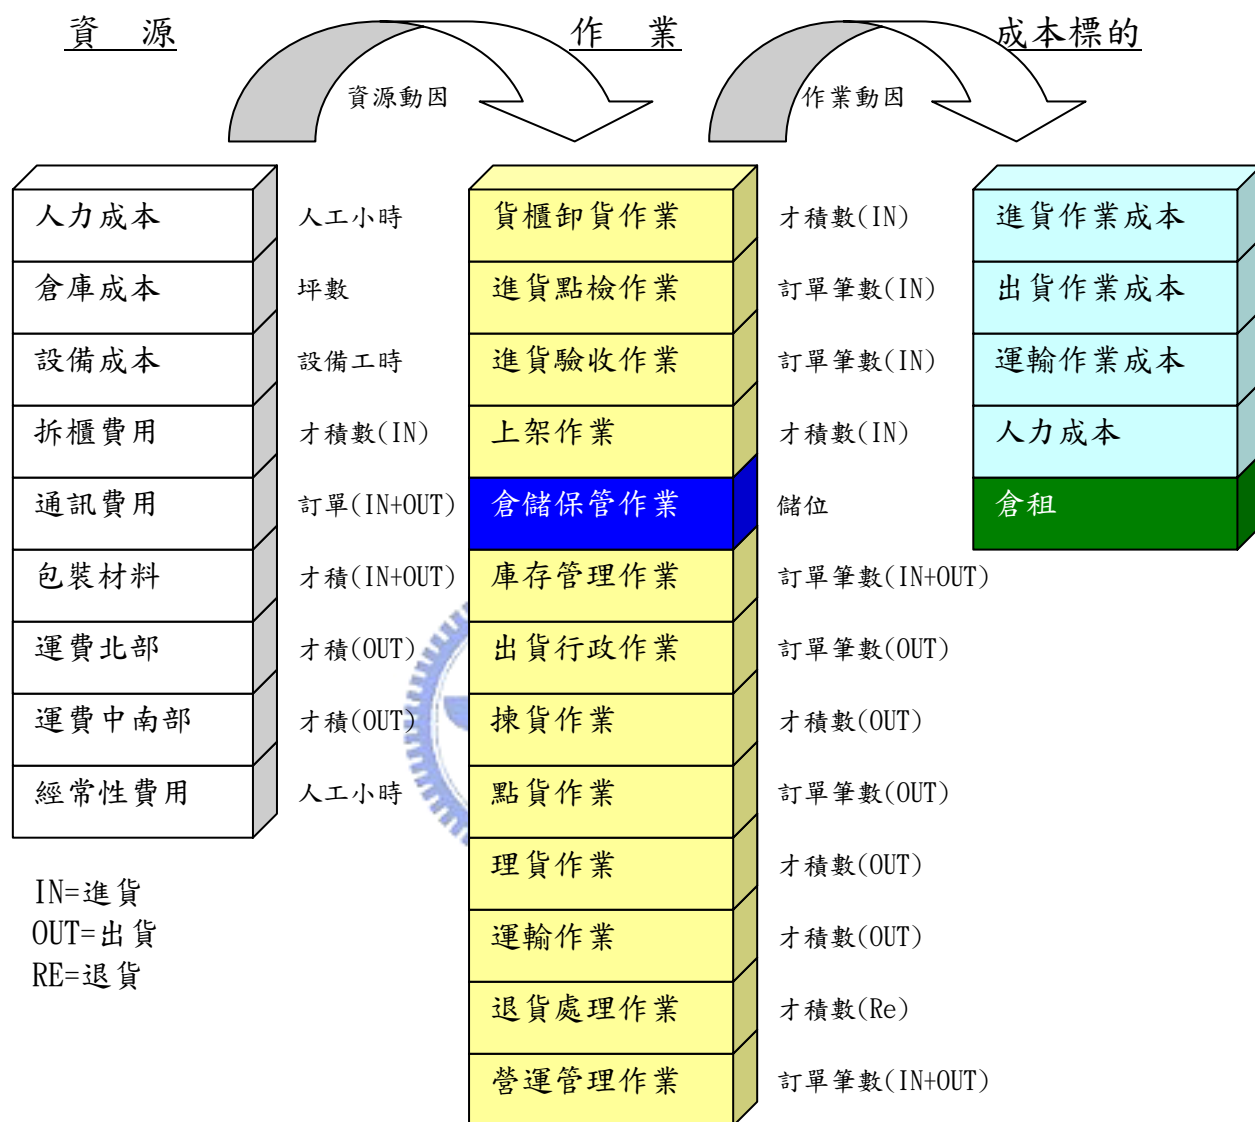 資 源
作 業
成本標的
資源動因
作業動因
人力成本
人工小時
貨櫃卸貨作業
才積數(IN)
進貨作業成本
倉庫成本
坪數
進貨點檢作業
訂單筆數(IN)
出貨作業成本
設備成本
設備工時
進貨驗收作業
訂單筆數(IN)
運輸作業成本
拆櫃費用
才積數(IN)
上架作業
才積數(IN)
人力成本
通訊費用
訂單(IN+OUT)
倉儲保管作業
儲位
倉租
包裝材料
才積(IN+OUT)
庫存管理作業
訂單筆數(IN+OUT)
運費北部
才積(OUT)
出貨行政作業
訂單筆數(OUT)
運費中南部
才積(OUT)
揀貨作業
才積數(OUT)
經常性費用
人工小時
點貨作業
訂單筆數(OUT)
理貨作業
才積數(OUT)
IN=進貨
OUT=出貨
RE=退貨
運輸作業
才積數(OUT)
退貨處理作業
才積數(Re)
營運管理作業
訂單筆數(IN+OUT)